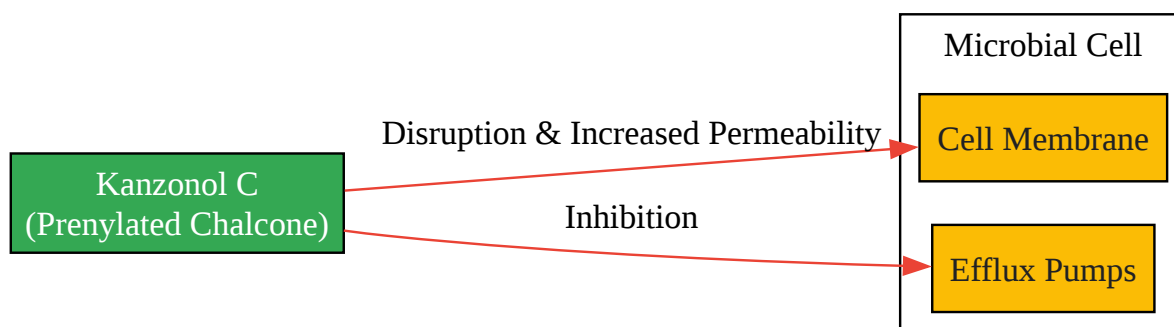 Microbial Cell
Disruption & Increased Permeability
Cell Membrane
Kanzonol C
(Prenylated Chalcone)
Inhibition
Efflux Pumps